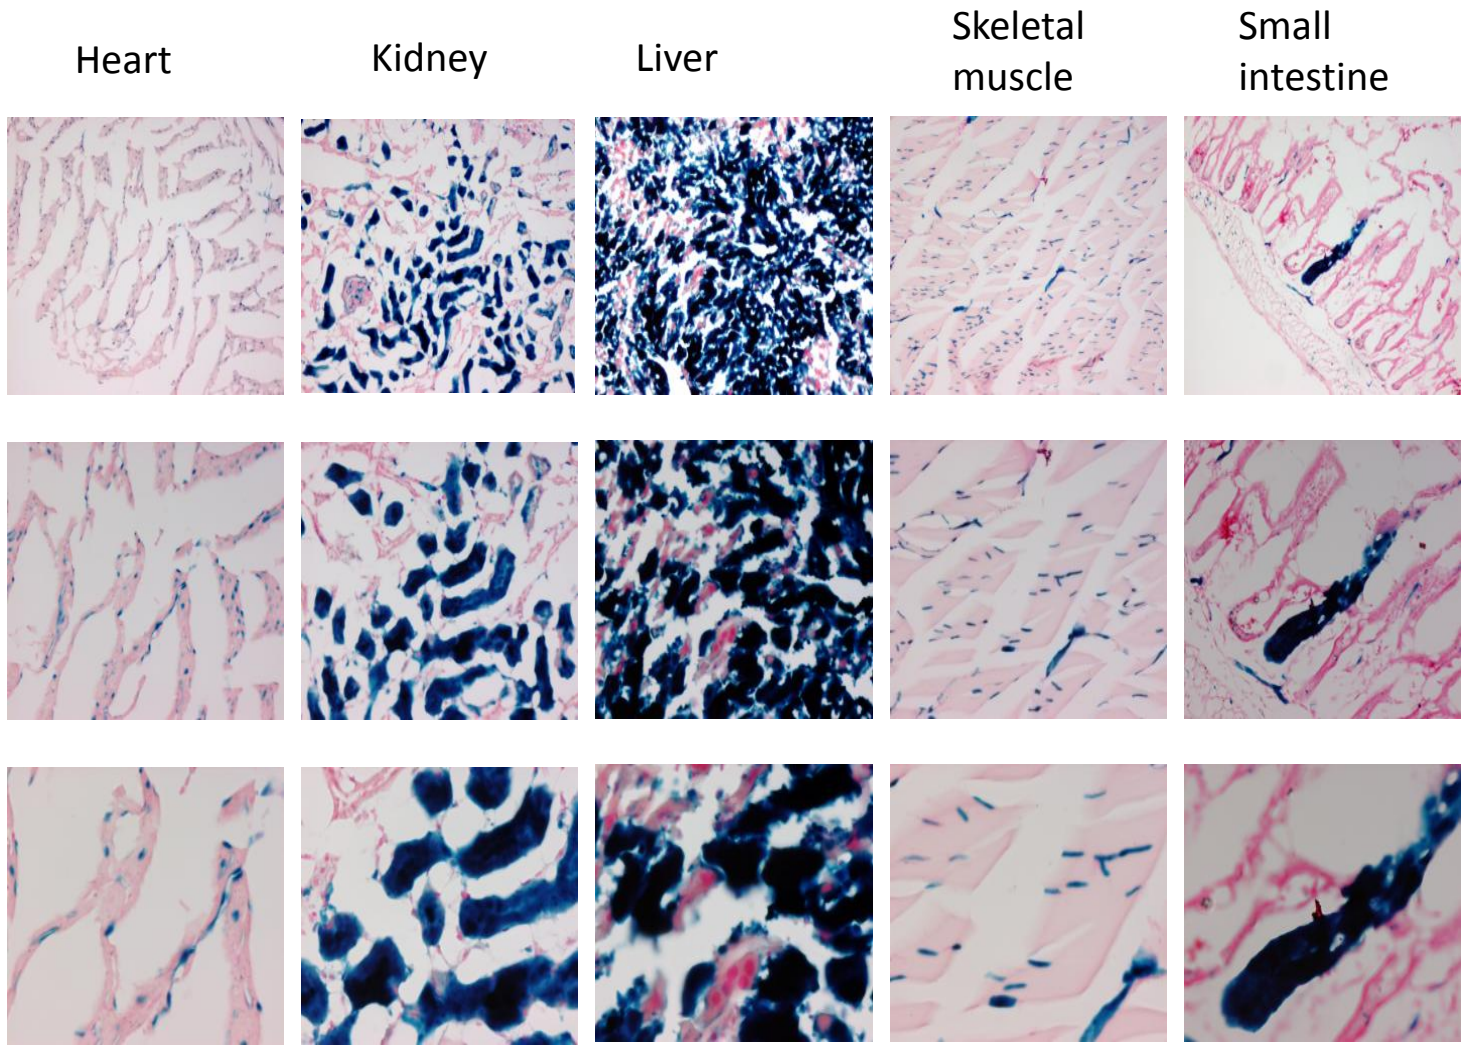 Heart
Kidney
Liver
Skeletal
muscle
Small
intestine